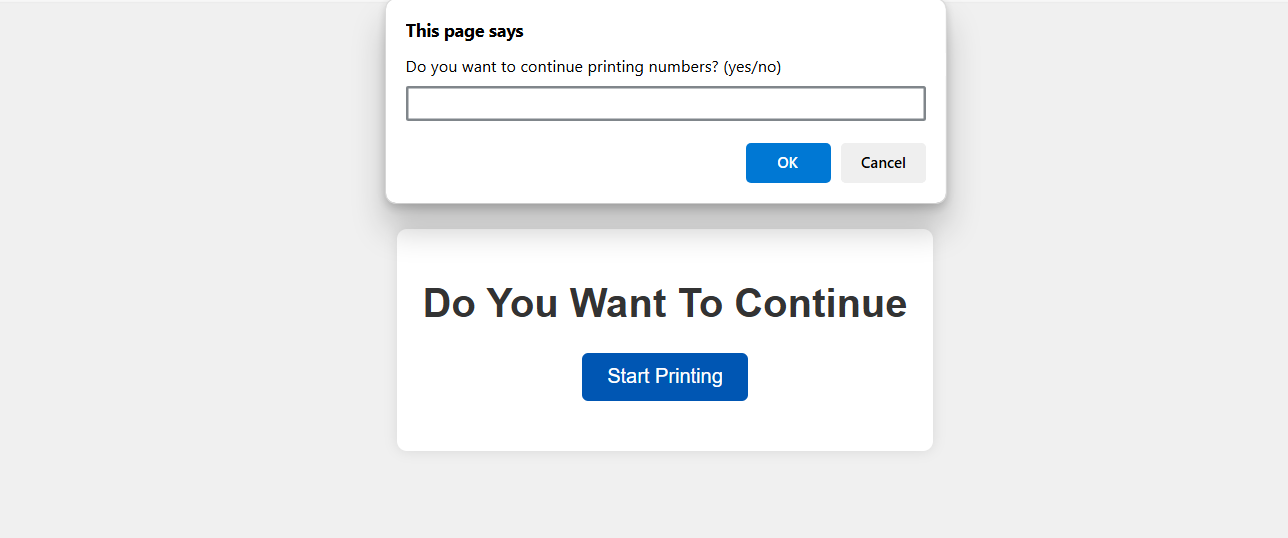 This page says
Do you want to continue printing numbers? (yes/no)
OK Cancel
Do You Want To Continue
Start Printing